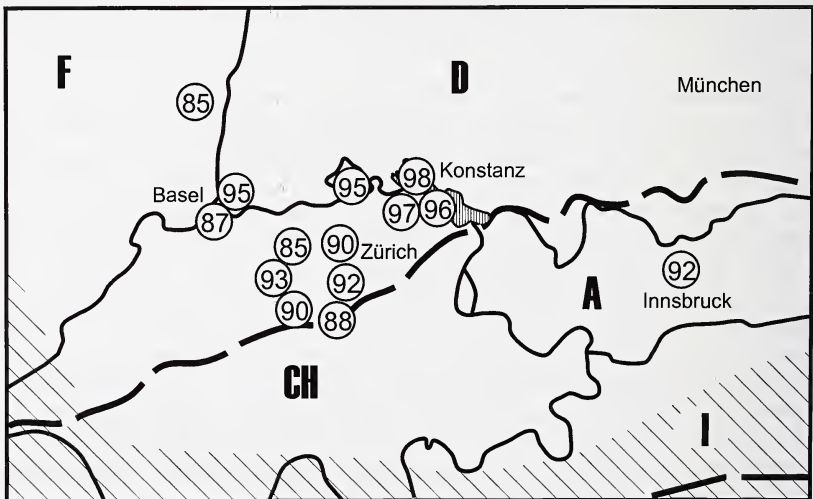 F
D
München
85
Basel
95
87
95
98
Konstanz
97
96
85
90
Zürich
93
92
90
88
A
92
Innsbruck
CH
I